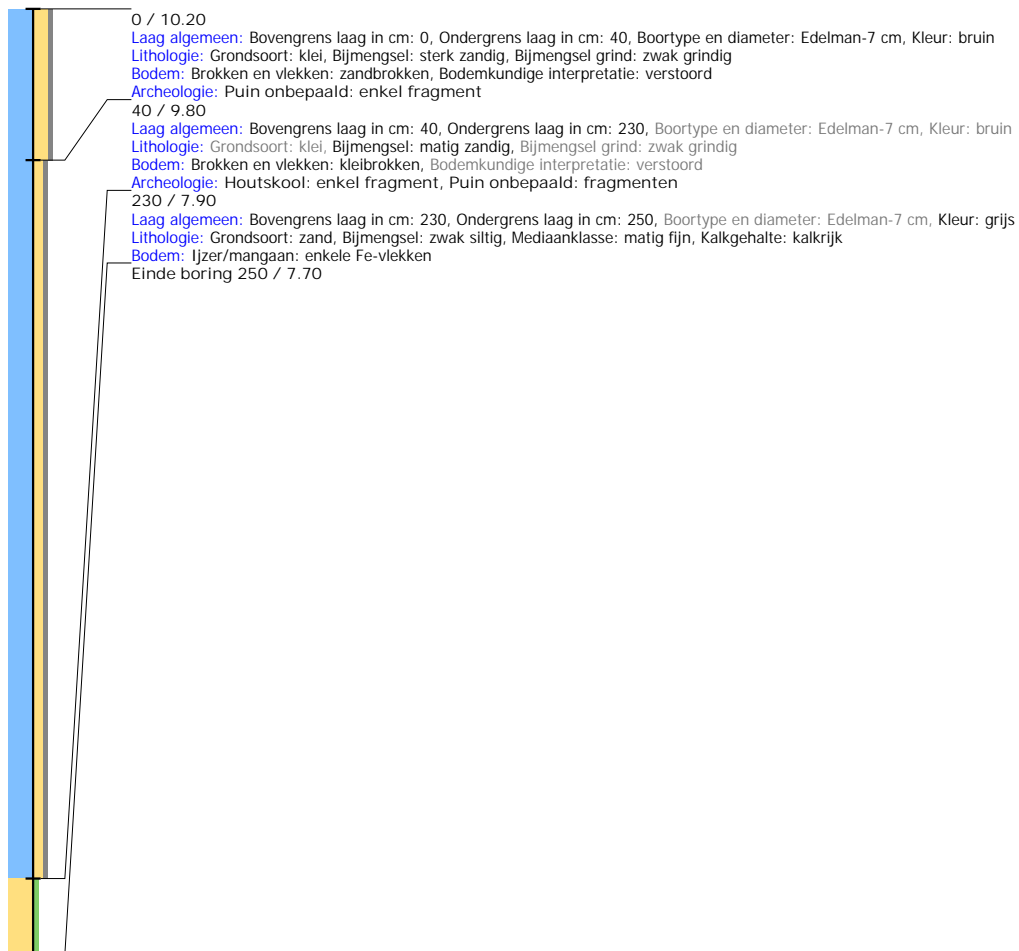 0 / 10.20
Laag algemeen: Bovengrens laag in cm: 0, Ondergrens laag in cm: 40, Boortype en diameter: Edelman-7 cm, Kleur: bruin
Lithologie: Grondsoort: klei, Bijmengsel: sterk zandig, Bijmengsel grind: zwak grindig
Bodem: Brokken en vlekken: zandbrokken, Bodemkundige interpretatie: verstoord
Archeologie: Puin onbepaald: enkel fragment
40 / 9.80
Laag algemeen: Bovengrens laag in cm: 40, Ondergrens laag in cm: 230, Boortype en diameter: Edelman-7 cm, Kleur: bruin
Lithologie: Grondsoort: klei, Bijmengsel: matig zandig, Bijmengsel grind: zwak grindig
Bodem: Brokken en vlekken: kleibrokken, Bodemkundige interpretatie: verstoord
Archeologie: Houtskool: enkel fragment, Puin onbepaald: fragmenten
230 / 7.90
Laag algemeen: Bovengrens laag in cm: 230, Ondergrens laag in cm: 250, Boortype en diameter: Edelman-7 cm, Kleur: grijs
Lithologie: Grondsoort: zand, Bijmengsel: zwak siltig, Mediaanklasse: matig fijn, Kalkgehalte: kalkrijk
Bodem: Ijzer/mangaan: enkele Fe-vlekken
Einde boring 250 / 7.70